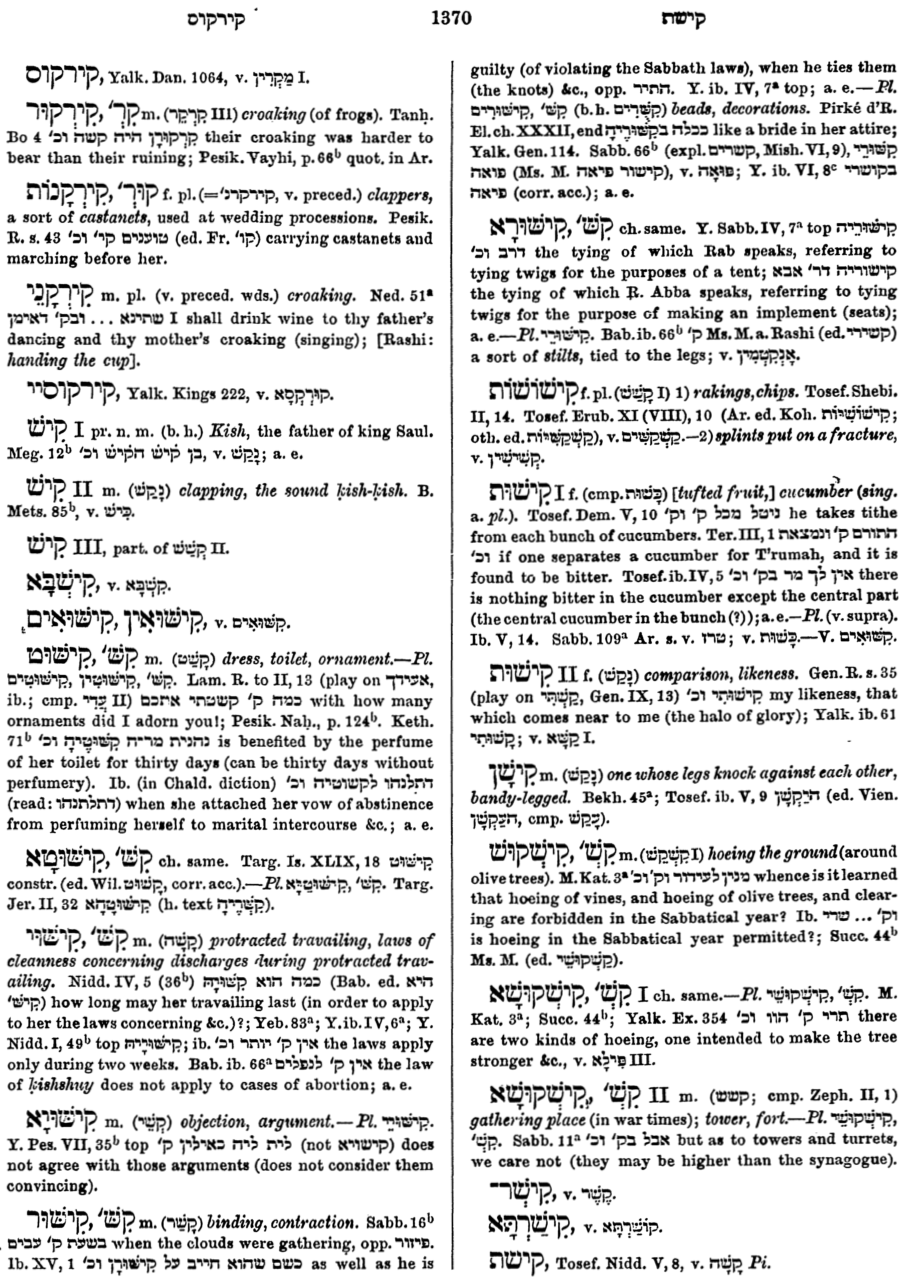 קירקוס 1370 קישת
קִירְקוֹס, Yalk. Dan. 1064, v. מַקְרִין I.
קִרְ', קִירְקוּר m. (קַרְקֵר III) croaking (of frogs). Tanḥ.
Bo 4 קִרְקוּרָן היה קשה וכ' their croaking was harder to
bear than their ruining; Pesik. Vayhi, p. 66b quot. in Ar.
קוּרְ', קִירְקָנוֹת f. pl. (=קירקוינ', v. preced.) clappers,
a sort of castanets, used at wedding processions. Pesik.
R. s. 43 טוענים קי' וכ' (ed. Fr. קו') carrying castanets and
marching before her.
קִירְקָנֵי m. pl. (v. preced. wds.) croaking. Ned. 51a
שתינא ... ובק' דאימן I shall drink wine to thy father's
dancing and thy mother's croaking (singing); [Rashi:
handing the cup].
קירקוסיי, Yalk. Kings 222, v. קוּרְקְסָא.
קִישׁ I pr. n. m. (b. h.) Kish, the father of king Saul.
Meg. 12b בן קיש הקיש וכ', v. נָקַשׁ; a. e.
קִישׁ II m. (נָקַשׁ) clapping, the sound ḳish-ḳish. B.
Mets. 85b, v. כִּישׁ.
קִישׁ III, part. of קָשַׁשׁ II.
קִישְׁבָּא, v. קִשְׁבָּא.
קִישּׁוּאִין, קִישּׁוּאִים, v. קִשּׁוּאִים.
קִשּׁ', קִישּׁוּט m. (קָשַׁט) dress, toilet, ornament.—Pl.
קִישּׁוּטִים, קִישּׁוּטִין, קִשּׁ'. Lam. R. to II, 13 (play on אעידך,
ib.; cmp. עֲדִי II) כמה ק' קשטתי אתכם with how many
ornaments did I adorn you!; Pesik. Naḥ., p. 124b. Keth.
71b נהנית מריח קִשּׁוּטֶיהָ וכ' is benefited by the perfume
of her toilet for thirty days (can be thirty days without
perfumery). Ib. (in Chald. diction) דתלנהו לקשוטיה וכ'
(read: דתלתנהו) when she attached her vow of abstinence
from perfuming herself to marital intercourse &c.; a. e.
קִשּׁ', קִישּׁוּטָא ch. same. Targ. Is. XLIX, 18 קִישּׁוּט
constr. (ed. Wil. קִשּׁוּט, corr. acc.).—Pl. קִישּׁוּטַיָּא, קִשּׁ'. Targ.
Jer. II, 32 קִישּׁוּטָהָא (h. text קִשֻּׁרֶיהָ).
קִשּׁ', קִישּׁוּי m. (קָשָׁה) protracted travailing, laws of
cleanness concerning discharges during protracted trav-
ailing. Nidd. IV, 5 (36b) כמה הוא קִשּׁוּיָהּ (Bab. ed. היא
קִישּׁ') how long may her travailing last (in order to apply
to her the laws concerning &c.)?; Yeb. 83a; Y. ib. IV, 6a; Y.
Nidd. I, 49b top קִישּׁוּיֵיהּ; ib. אין ק' יותר וכ' the laws apply
only during two weeks. Bab. ib. 66a אין ק' לנפלים the law
of ḳishshuy does not apply to cases of abortion; a. e.
קִישּׁוּיָא m. (קָשֵׁי) objection, argument.—Pl. קִישּׁוּיֵי.
Y. Pes. VII, 35b top לית ליה כאילין ק' (not קישויא) does
not agree with those arguments (does not consider them
convincing).
קִשּׁ', קִישּׁוּר m. (קָשַׁר) binding, contraction. Sabb. 16b
בשעת ק' עבים when the clouds were gathering, opp. פיזור.
Ib. XV, 1 כשם שהוא חייב על קִישּׁוּרָן וכ' as well as he is
guilty (of violating the Sabbath laws), when he ties them
(the knots) &c., opp. התיר. Y. ib. IV, 7a top; a. e.—Pl.
קִישּׁוּרִים, קִשּׁ' (b. h. קִשֻּׁרִים) beads, decorations. Pirké d'R.
El. ch. XXXII, end ככלה בקִשּׁוּרֶיהָ like a bride in her attire;
Yalk. Gen. 114. Sabb. 66b (expl. קשרים, Mish. VI, 9), קִשּׁוּרֵי
פואה (Ms. M. קישור פיאה), v. פּוּאָה; Y. ib. VI, 8c בקושרי
פיאה (corr. acc.); a. e.
קִשּׁ', קִישּׁוּרָא ch. same. Y. Sabb. IV, 7a top קִישּׁוּרֵיהּ
דרב וכ' the tying of which Rab speaks, referring to
tying twigs for the purposes of a tent; קישוריה דר' אבא
the tying of which R. Abba speaks, referring to tying
twigs for the purpose of making an implement (seats);
a. e.—Pl. קִישּׁוּרֵי. Bab. ib. 66b ק' Ms. M. a. Rashi (ed. קשירי)
a sort of stilts, tied to the legs; v. אֲנְקַטְמִין.
קִישׁוֹשׁוֹת f. pl. (קָשַׁשׁ I) 1) rakings, chips. Tosef. Shebi.
II, 14. Tosef. Erub. XI (VIII), 10 (Ar. ed. Koh. קִישׁוֹשִׁיּוֹת;
oth. ed. קַשְׁקַשִּׁיּוֹת), v. קַשְׁקַשִּׁים.—2) splints put on a fracture,
v. קְשִׁישִׁין.
קִישּׁוּת I f. (cmp. כְּשׁוּת) [tufted fruit,] cucumber (sing.
a. pl.). Tosef. Dem. V, 10 ניטל מכל ק' וק' he takes tithe
from each bunch of cucumbers. Ter. III, 1 התורם ק' ונמצאת
וכ' if one separates a cucumber for T'rumah, and it is
found to be bitter. Tosef. ib. IV, 5 אין לך מר בק' וכ' there
is nothing bitter in the cucumber except the central part
(the central cucumber in the bunch (?)); a. e.—Pl. (v. supra).
Ib. V, 14. Sabb. 109a Ar. s. v. טרו; v. כְּשׁוּת.—V. קִשּׁוּאִים.
קִישׁוּת II f. (נָקַשׁ) comparison, likeness. Gen. R. s. 35
(play on קַשְׁתִּי, Gen. IX, 13) קִישׁוּתִי וכ' my likeness, that
which comes near to me (the halo of glory); Yalk. ib. 61
קִשׁוּתִי; v. קַשָּׁא I.
קִישָׁן m. (נָקַשׁ) one whose legs knock against each other,
bandy-legged. Bekh. 45a; Tosef. ib. V, 9 הַקִּשָׁן (ed. Vien.
הַנַּקְשָׁן, cmp. נָקַשׁ).
קִשְׁ', קִישְׁקוּשׁ m. (קִשְׁקֵשׁ I) hoeing the ground (around
olive trees). M. Kat. 3a מנין לעידור וק' וכ' whence is it learned
that hoeing of vines, and hoeing of olive trees, and clear-
ing are forbidden in the Sabbatical year? Ib. וק' ... שרי
is hoeing in the Sabbatical year permitted?; Succ. 44b
Ms. M. (ed. קִשְׁקוּשֵׁי).
קִשְׁ', קִישְׁקוּשָׁא I ch. same.—Pl. קִישְׁקוּשֵׁי, קִשְׁ'. M.
Kat. 3a; Succ. 44b; Yalk. Ex. 354 תרי ק' הוו וכ' there
are two kinds of hoeing, one intended to make the tree
stronger &c., v. פִּילָא III.
קִשְׁ', קִישְׁקוּשָׁא II m. (קשש; cmp. Zeph. II, 1)
gathering place (in war times); tower, fort.—Pl. קִישְׁקוּשֵׁי,
קִשְׁ'. Sabb. 11a אבל בק' וכ' but as to towers and turrets,
we care not (they may be higher than the synagogue).
קִישְׁר־, v. קֶשֶׁר.
קִישַׁרְתָּא, v. קוֹשַׁרְתָּא.
קישת, Tosef. Nidd. V, 8, v. קָשָׁה Pi.